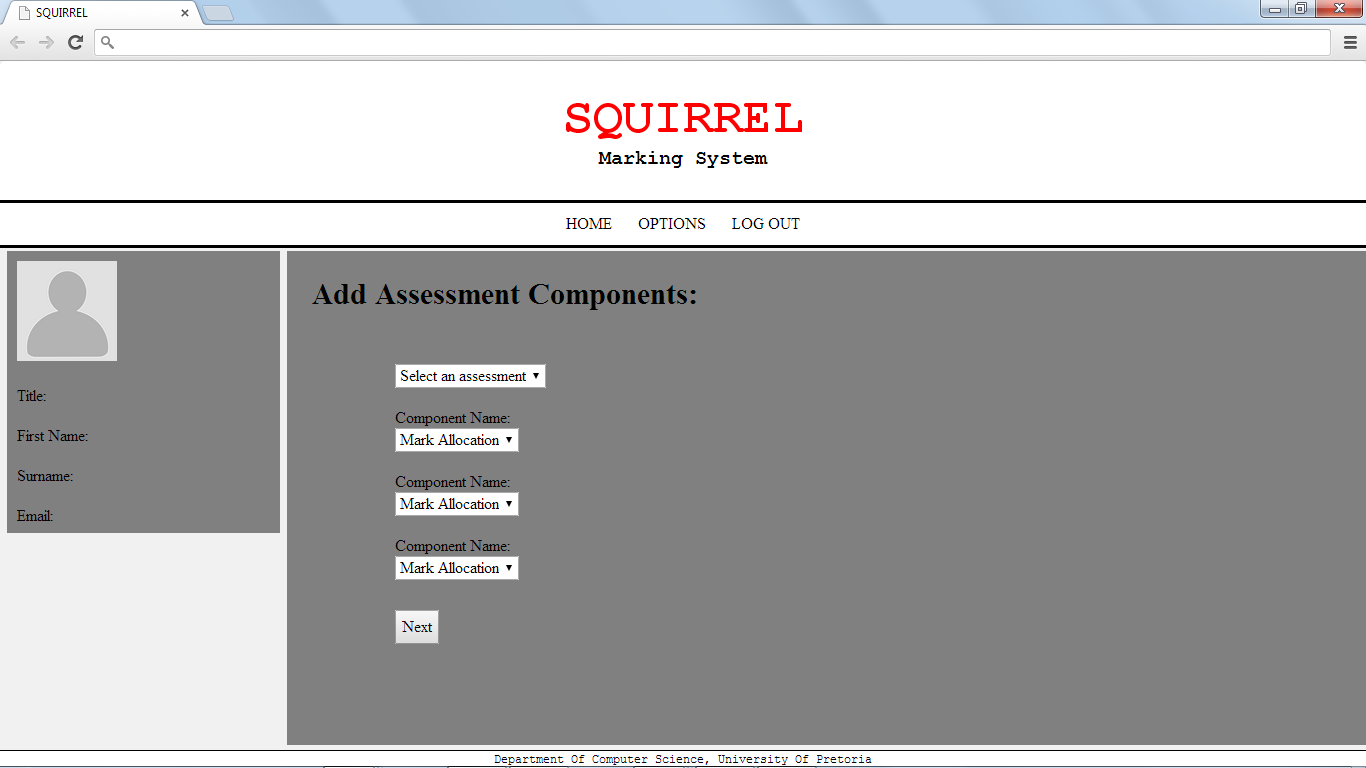 SQUIRREL
SQUIRREL
Marking System
HOME OPTIONS LOG OUT
Title:
First Name:
Surname:
Email:
Add Assessment Components:
Select an assessment
Component Name:
Mark Allocation
Component Name:
Mark Allocation
Component Name:
Mark Allocation
Next
Department Of Computer Science, University Of Pretoria